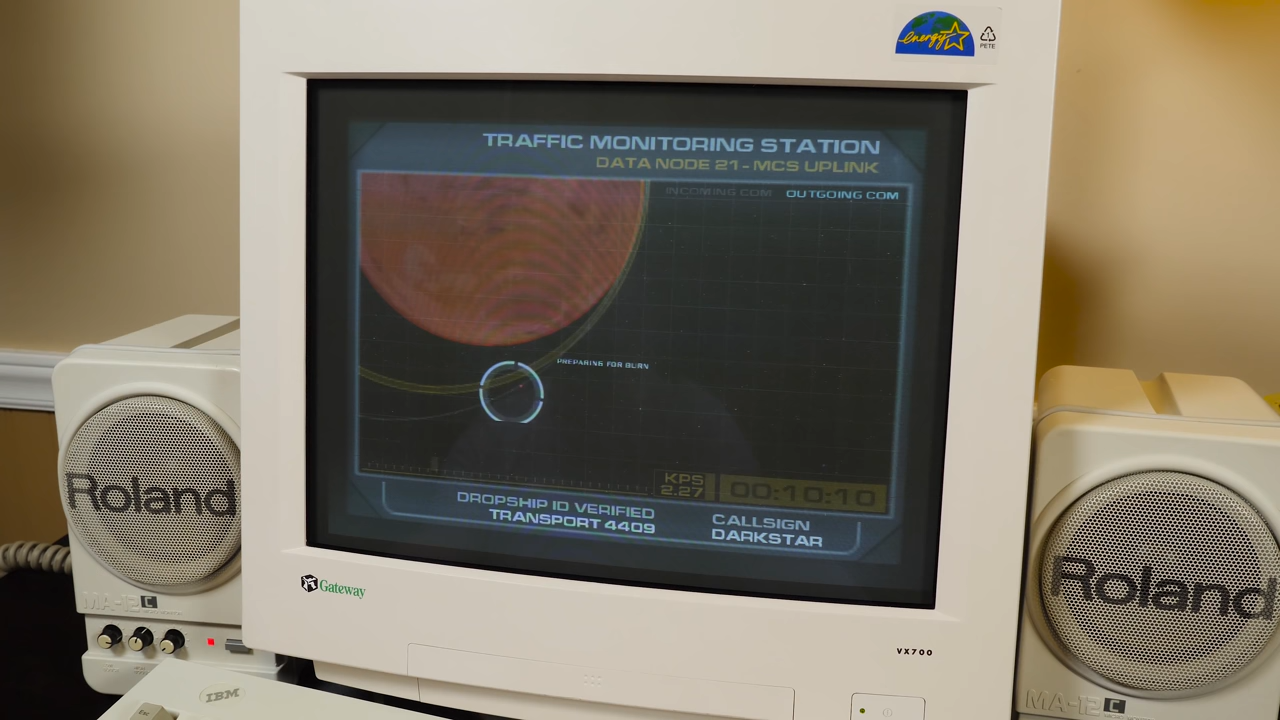 energy
PETE
TRAFFIC MONITORING STATION
DATA NODE 21 - MCS UPLINK
INCOMING COM
OUTGOING COM
PREPARING FOR BURN
KPS
2.27
00:10:10
DROPSHIP ID VERIFIED
TRANSPORT 4409
CALLSIGN
DARKSTAR
Roland
MA-12C
Roland
MA-12C
Gateway
VX700
IBM
Esc